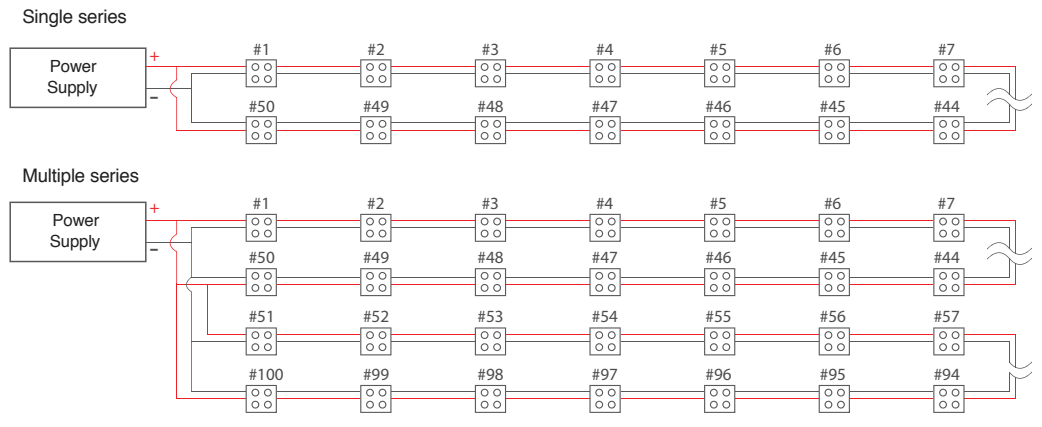 Single series
Power
Supply
+
–
#1 #2 #3 #4 #5 #6 #7
#50 #49 #48 #47 #46 #45 #44
Multiple series
Power
Supply
+
–
#1 #2 #3 #4 #5 #6 #7
#50 #49 #48 #47 #46 #45 #44
#51 #52 #53 #54 #55 #56 #57
#100 #99 #98 #97 #96 #95 #94